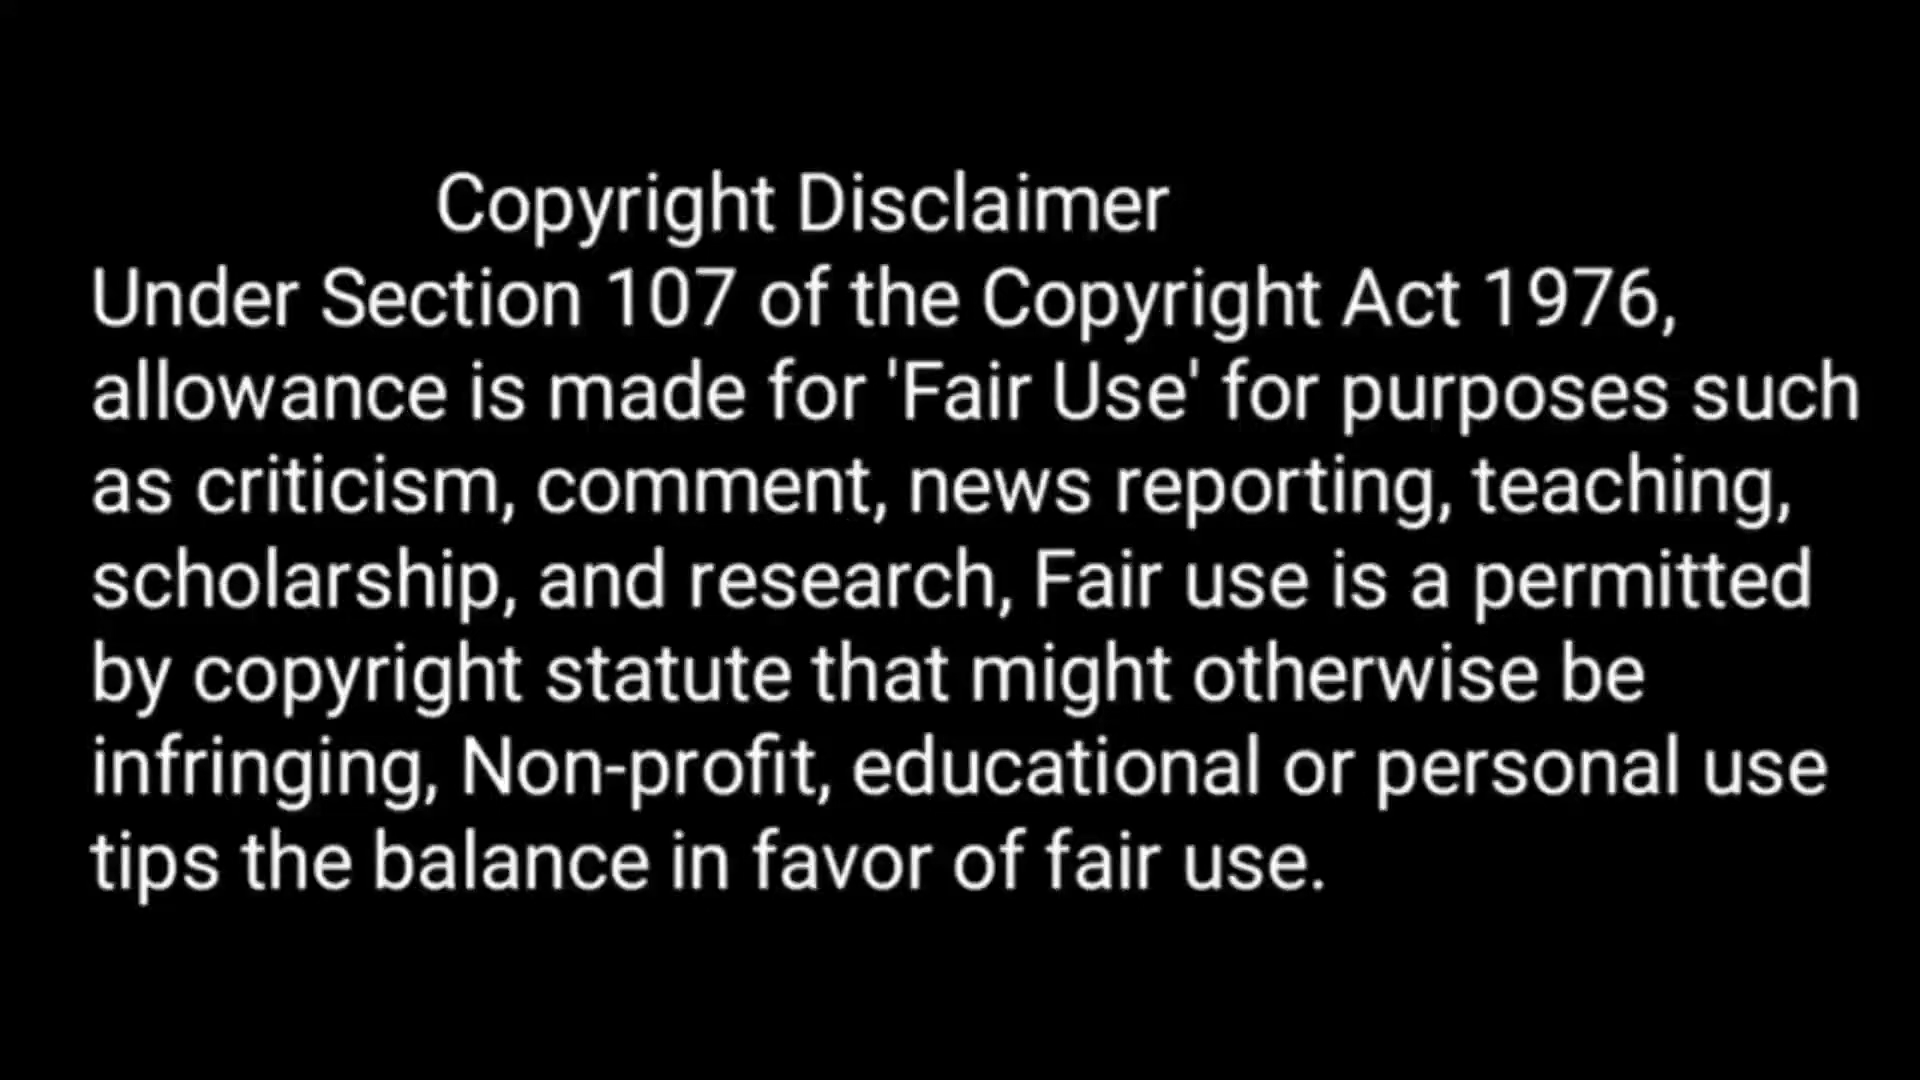 Copyright Disclaimer
Under Section 107 of the Copyright Act 1976,
allowance is made for 'Fair Use' for purposes such
as criticism, comment, news reporting, teaching,
scholarship, and research, Fair use is a permitted
by copyright statute that might otherwise be
infringing, Non-profit, educational or personal use
tips the balance in favor of fair use.